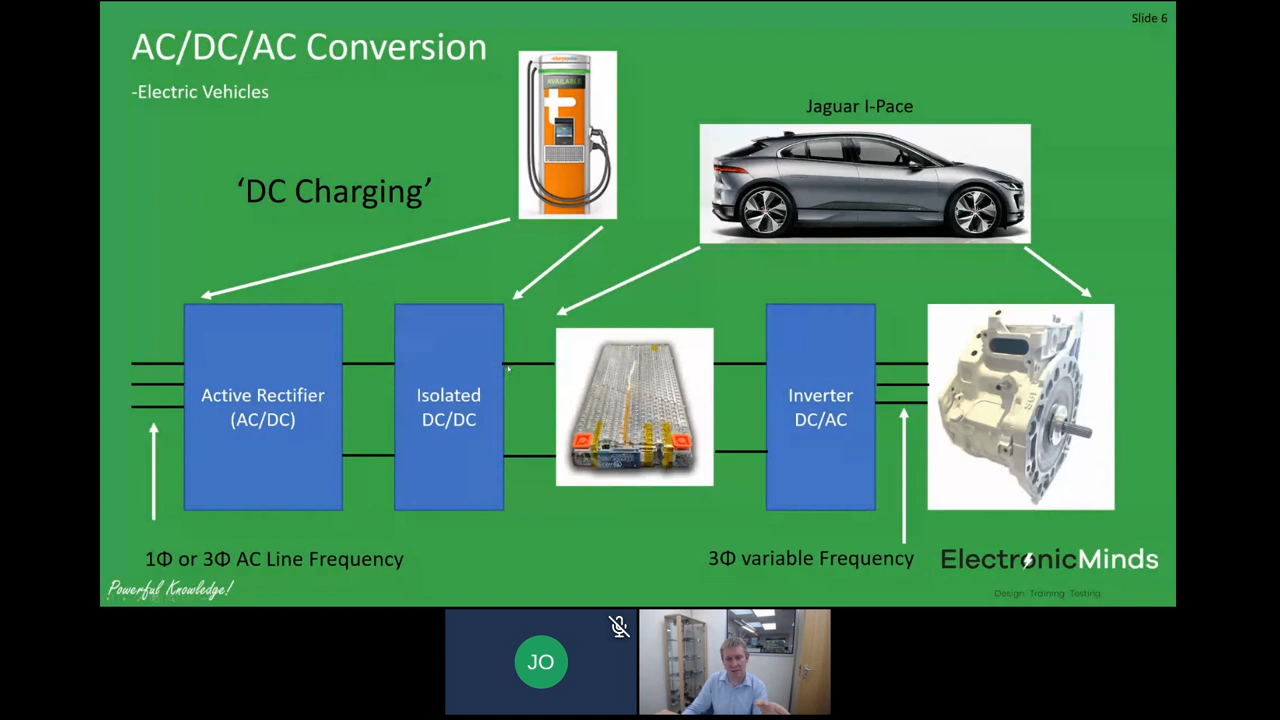 Slide 6
AC/DC/AC Conversion
-Electric Vehicles
AVAILABLE
Jaguar I-Pace
‘DC Charging’
Active Rectifier
(AC/DC)
Isolated
DC/DC
Inverter
DC/AC
1Φ or 3Φ AC Line Frequency
3Φ variable Frequency
ElectronicMinds
Design Training Testing
Powerful Knowledge!
JO